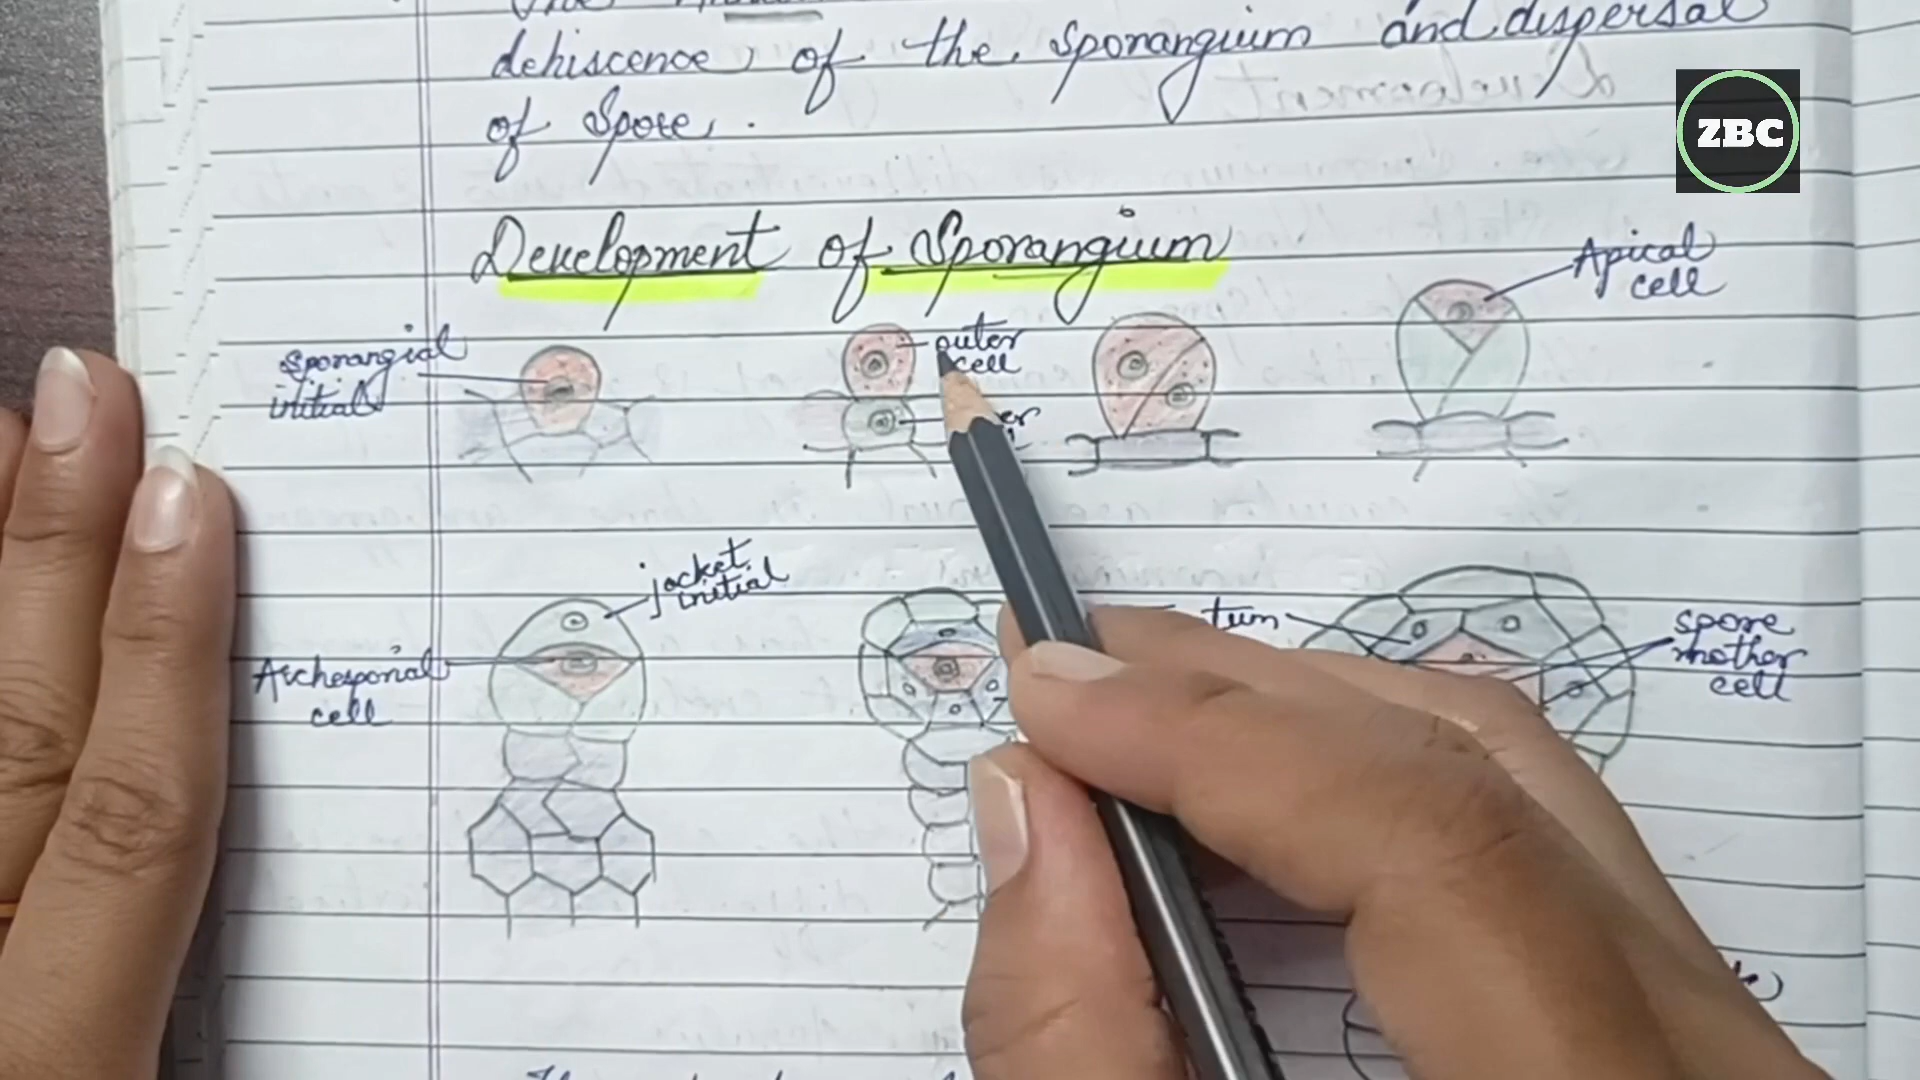 dehiscence of the sporangium and dispersal
of Spore.
ZBC
Development of Sporangium
Apical
cell
Sporangial
initial
outer
cell
jacket
initial
Archesporial
cell
spore
mother
cell